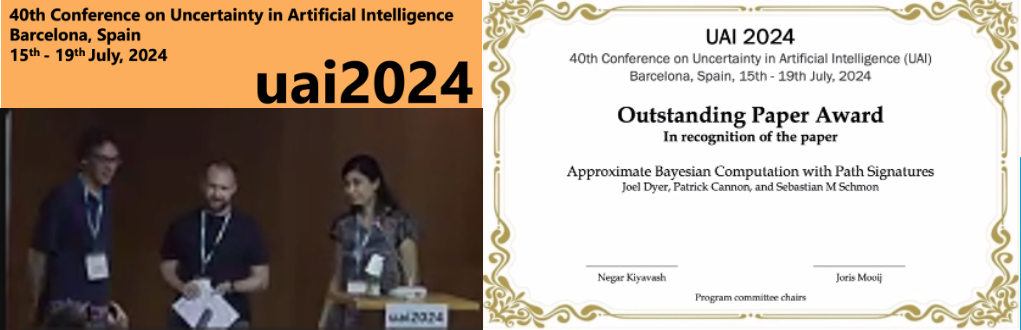 40th Conference on Uncertainty in Artificial Intelligence
Barcelona, Spain
15th - 19th July, 2024
uai2024
uai2024
UAI 2024
40th Conference on Uncertainty in Artificial Intelligence (UAI)
Barcelona, Spain, 15th - 19th July, 2024
Outstanding Paper Award
In recognition of the paper
Approximate Bayesian Computation with Path Signatures
Joel Dyer, Patrick Cannon, and Sebastian M Schmon
Negar Kiyavash
Joris Mooij
Program committee chairs